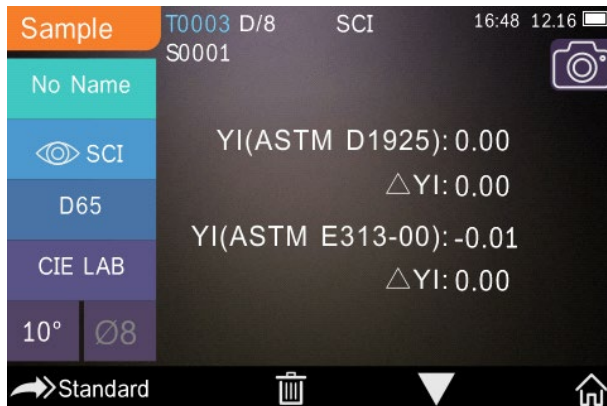 Sample
T0003 D/8 SCI 16:48 12.16
S0001
No Name
SCI
D65
CIE LAB
10° Ø8
YI(ASTM D1925): 0.00
△YI: 0.00
YI(ASTM E313-00): -0.01
△YI: 0.00
Standard